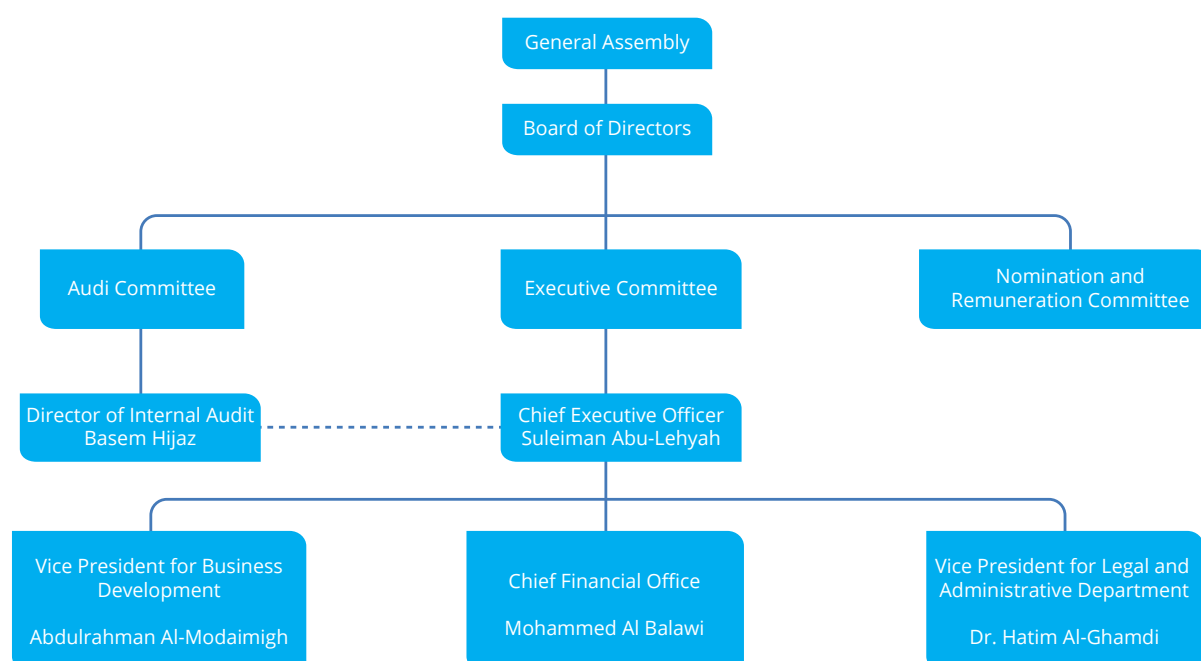 General Assembly
Board of Directors
Audi Committee
Executive Committee
Nomination and
Remuneration Committee
Director of Internal Audit
Basem Hijaz
Chief Executive Officer
Suleiman Abu-Lehyah
Vice President for Business
Development
Abdulrahman Al-Modaimigh
Chief Financial Office
Mohammed Al Balawi
Vice President for Legal and
Administrative Department
Dr. Hatim Al-Ghamdi